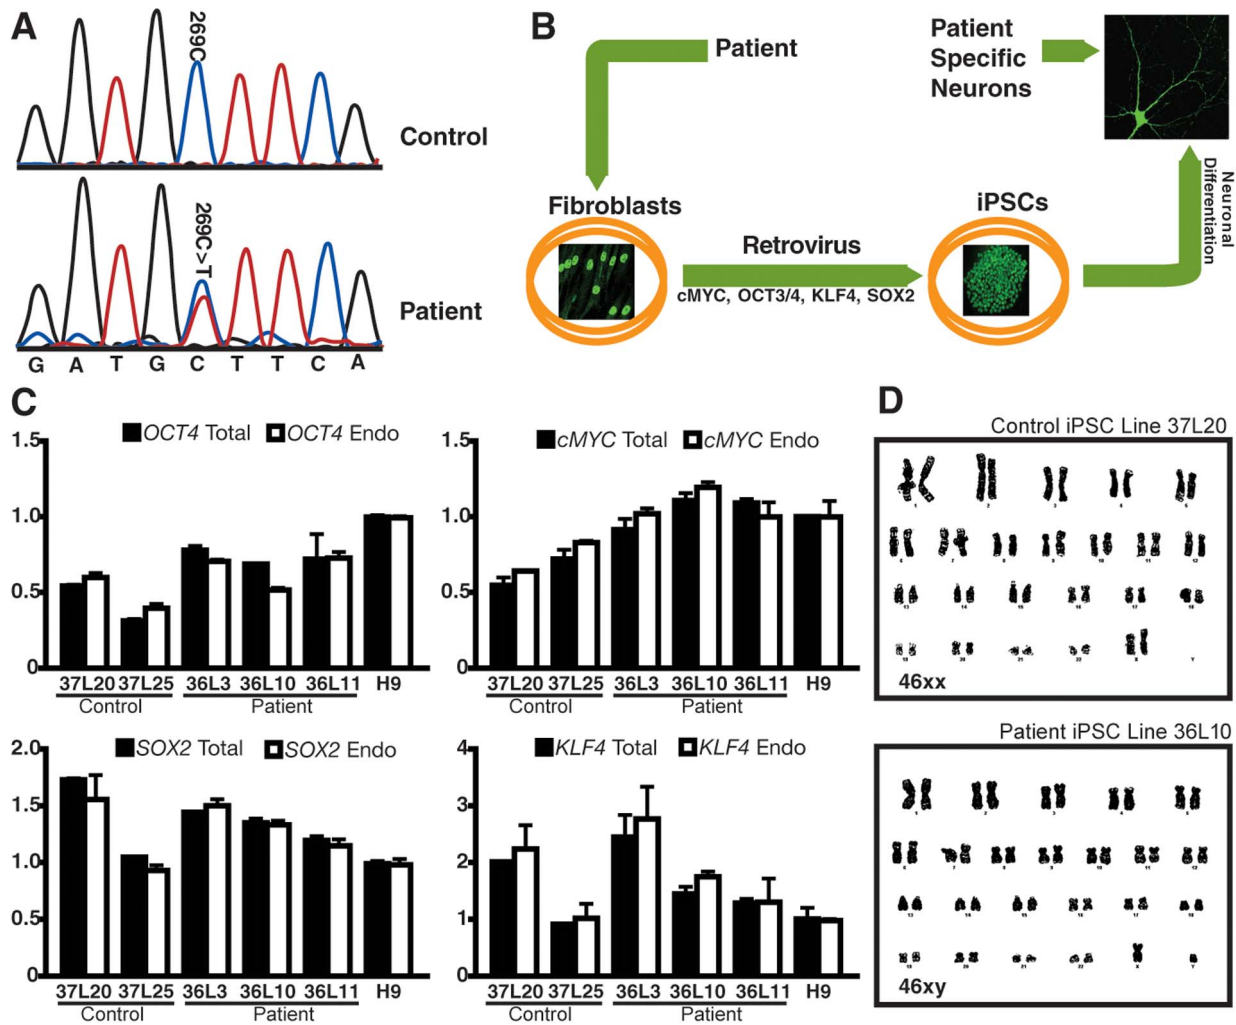 A
269C
Control
269C>T
Patient
G A T G C T T C A
B
Patient
Patient
Specific
Neurons
Fibroblasts
iPSCs
Neuronal
Differentiation
Retrovirus
cMYC, OCT3/4, KLF4, SOX2
C
OCT4 Total OCT4 Endo
1.5
1.0
0.5
0
37L20 37L25 36L3 36L10 36L11 H9
Control Patient
cMYC Total cMYC Endo
1.5
1.0
0.5
0
37L20 37L25 36L3 36L10 36L11 H9
Control Patient
SOX2 Total SOX2 Endo
2.0
1.5
1.0
0.5
0
37L20 37L25 36L3 36L10 36L11 H9
Control Patient
KLF4 Total KLF4 Endo
4
3
2
1
0
37L20 37L25 36L3 36L10 36L11 H9
Control Patient
D
Control iPSC Line 37L20
46xx
Patient iPSC Line 36L10
46xy